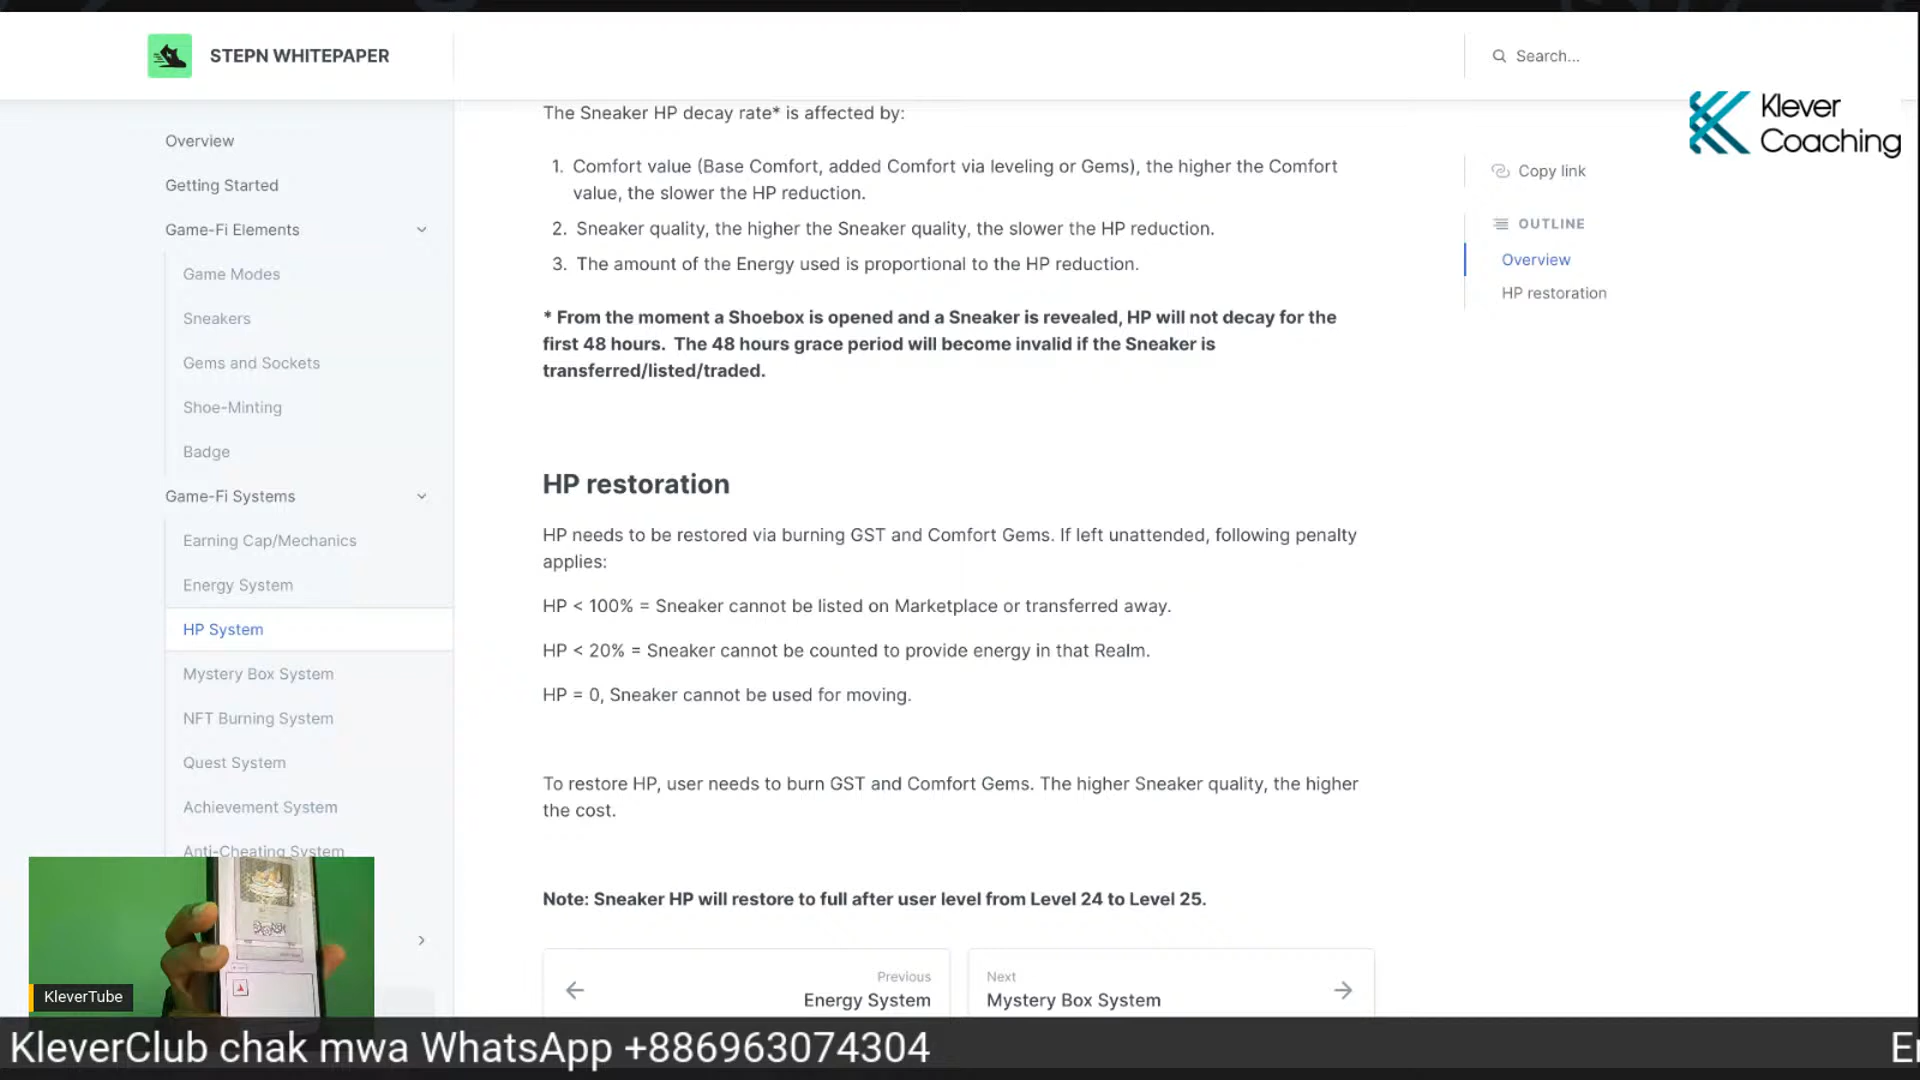 STEPN WHITEPAPER
Search...
Klever
Coaching
Overview
Getting Started
Game-Fi Elements
Game Modes
Sneakers
Gems and Sockets
Shoe-Minting
Badge
Game-Fi Systems
Earning Cap/Mechanics
Energy System
HP System
Mystery Box System
NFT Burning System
Quest System
Achievement System
Anti-Cheating System
The Sneaker HP decay rate* is affected by:
1. Comfort value (Base Comfort, added Comfort via leveling or Gems), the higher the Comfort
value, the slower the HP reduction.
2. Sneaker quality, the higher the Sneaker quality, the slower the HP reduction.
3. The amount of the Energy used is proportional to the HP reduction.
* From the moment a Shoebox is opened and a Sneaker is revealed, HP will not decay for the
first 48 hours. The 48 hours grace period will become invalid if the Sneaker is
transferred/listed/traded.
HP restoration
HP needs to be restored via burning GST and Comfort Gems. If left unattended, following penalty
applies:
HP < 100% = Sneaker cannot be listed on Marketplace or transferred away.
HP < 20% = Sneaker cannot be counted to provide energy in that Realm.
HP = 0, Sneaker cannot be used for moving.
To restore HP, user needs to burn GST and Comfort Gems. The higher Sneaker quality, the higher
the cost.
Note: Sneaker HP will restore to full after user level from Level 24 to Level 25.
Previous
Energy System
Next
Mystery Box System
Copy link
OUTLINE
Overview
HP restoration
KleverTube
KleverClub chak mwa WhatsApp +886963074304